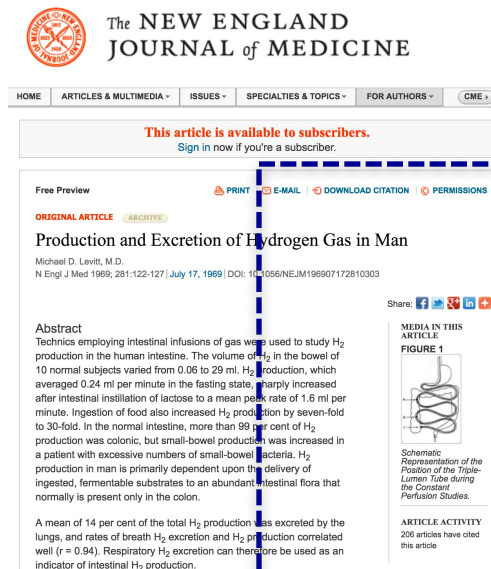 The NEW ENGLAND
JOURNAL of MEDICINE
HOME ARTICLES & MULTIMEDIA ISSUES SPECIALTIES & TOPICS FOR AUTHORS CME
This article is available to subscribers.
Sign in now if you're a subscriber.
Free Preview PRINT E-MAIL DOWNLOAD CITATION PERMISSIONS
ORIGINAL ARTICLE ARCHIVE
Production and Excretion of Hydrogen Gas in Man
Michael D. Levitt, M.D.
N Engl J Med 1969; 281:122-127 | July 17, 1969 | DOI: 10.1056/NEJM196907172810303
Share:
Abstract
Technics employing intestinal infusions of gas were used to study H₂
production in the human intestine. The volume of H₂ in the bowel of
10 normal subjects varied from 0.06 to 29 ml. H₂ production, which
averaged 0.24 ml per minute in the fasting state, sharply increased
after intestinal instillation of lactose to a mean peak rate of 1.6 ml per
minute. Ingestion of food also increased H₂ production by seven-fold
to 30-fold. In the normal intestine, more than 99 per cent of H₂
production was colonic, but small-bowel production was increased in
a patient with excessive numbers of small-bowel bacteria. H₂
production in man is primarily dependent upon the delivery of
ingested, fermentable substrates to an abundant intestinal flora that
normally is present only in the colon.
A mean of 14 per cent of the total H₂ production was excreted by the
lungs, and rates of breath H₂ excretion and H₂ production correlated
well (r = 0.94). Respiratory H₂ excretion can therefore be used as an
indicator of intestinal H₂ production.
MEDIA IN THIS
ARTICLE
FIGURE 1
Schematic
Representation of the
Position of the Triple-
Lumen Tube during
the Constant
Perfusion Studies.
ARTICLE ACTIVITY
206 articles have cited
this article